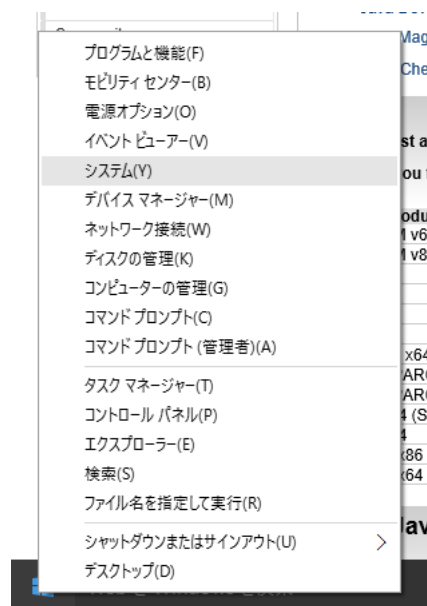 プログラムと機能(F)
モビリティ センター(B)
電源オプション(O)
イベント ビューアー(V)
システム(Y)
デバイス マネージャー(M)
ネットワーク接続(W)
ディスクの管理(K)
コンピューターの管理(G)
コマンド プロンプト(C)
コマンド プロンプト (管理者)(A)
タスク マネージャー(T)
コントロール パネル(P)
エクスプローラー(E)
検索(S)
ファイル名を指定して実行(R)
シャットダウンまたはサインアウト(U)
デスクトップ(D)
v6
v8
x64
x86
x64